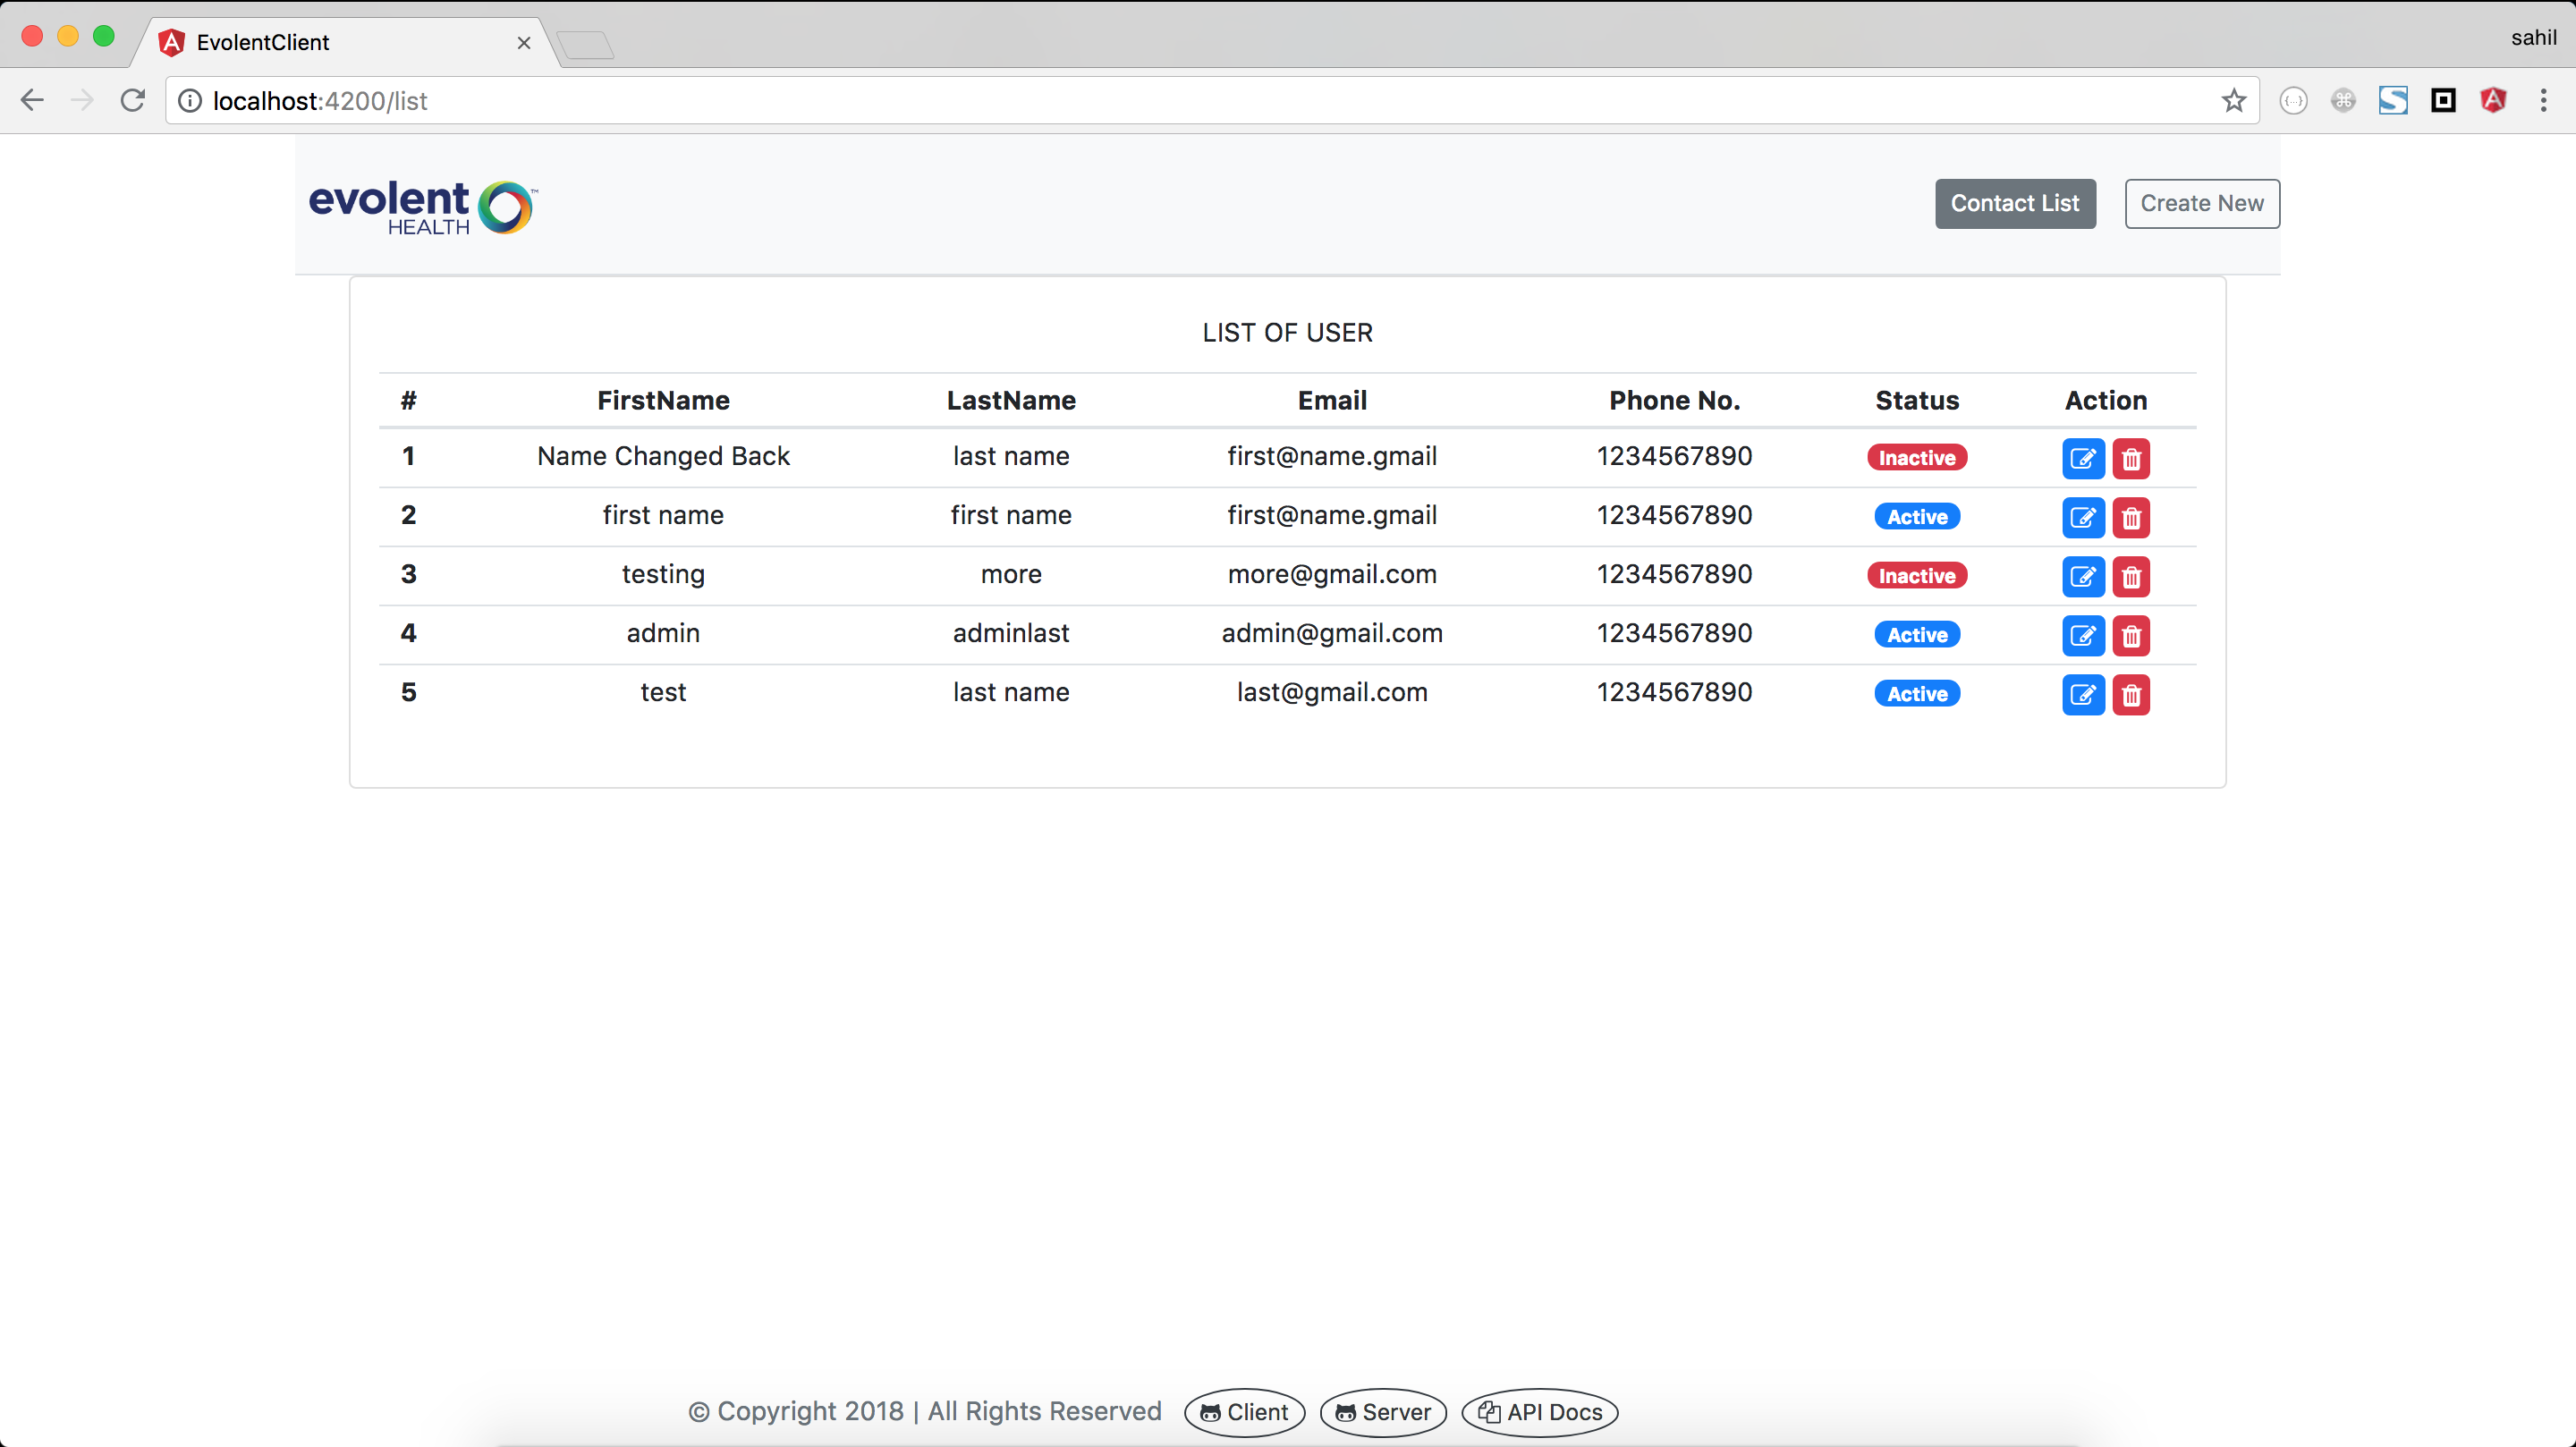 EvolentClient
sahil
localhost:4200/list
evolent ™
HEALTH
Contact List
Create New
LIST OF USER
# FirstName LastName Email Phone No. Status Action
1 Name Changed Back last name first@name.gmail 1234567890 Inactive
2 first name first name first@name.gmail 1234567890 Active
3 testing more more@gmail.com 1234567890 Inactive
4 admin adminlast admin@gmail.com 1234567890 Active
5 test last name last@gmail.com 1234567890 Active
© Copyright 2018 | All Rights Reserved Client Server API Docs